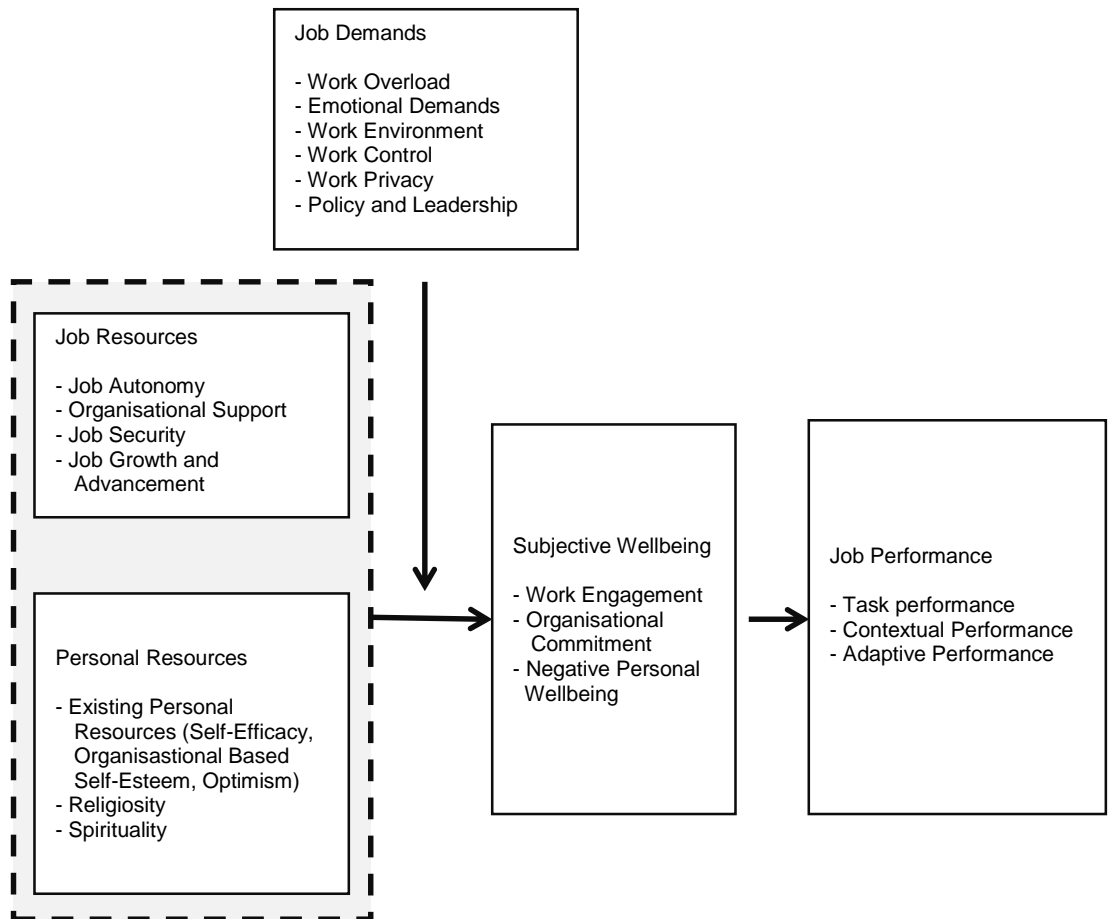 Job Demands
- Work Overload
- Emotional Demands
- Work Environment
- Work Control
- Work Privacy
- Policy and Leadership
Job Resources
- Job Autonomy
- Organisational Support
- Job Security
- Job Growth and
Advancement
Personal Resources
- Existing Personal
Resources (Self-Efficacy,
Organisastional Based
Self-Esteem, Optimism)
- Religiosity
- Spirituality
Subjective Wellbeing
- Work Engagement
- Organisational
Commitment
- Negative Personal
Wellbeing
Job Performance
- Task performance
- Contextual Performance
- Adaptive Performance